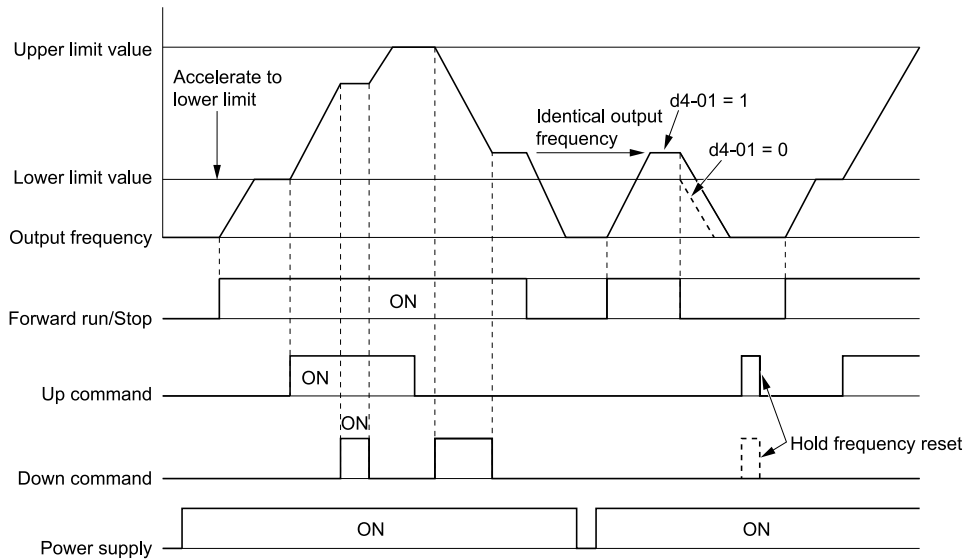 Upper limit value
Accelerate to
lower limit
Identical output
frequency
d4-01 = 1
d4-01 = 0
Lower limit value
Output frequency
ON
Forward run/Stop
ON
Up command
ON
Hold frequency reset
Down command
ON
ON
Power supply